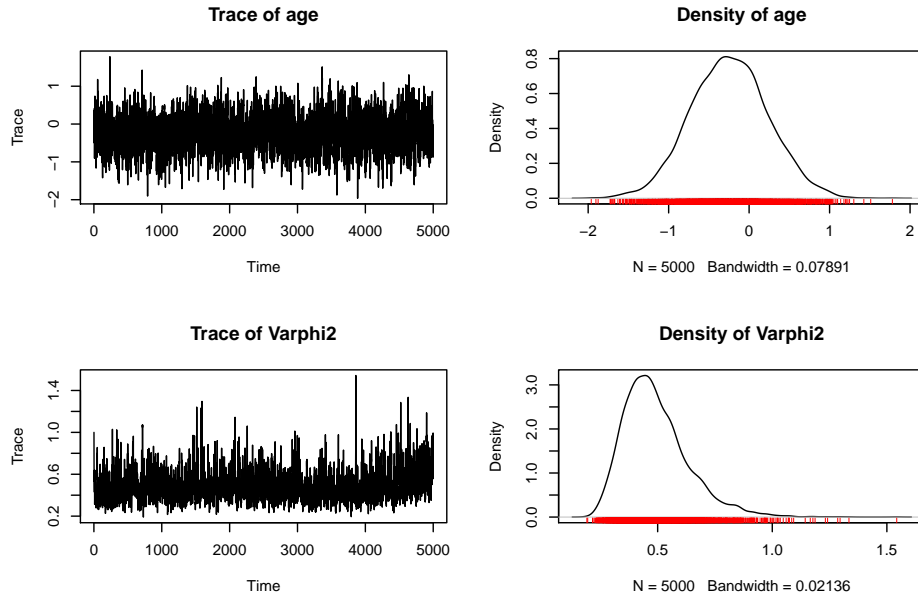 Trace of age
Trace
1
0
−1
−2
0 1000 2000 3000 4000 5000
Time
Density of age
Density
0.8
0.6
0.4
0.2
0.0
−2 −1 0 1 2
N = 5000 Bandwidth = 0.07891
Trace of Varphi2
Trace
1.4
1.0
0.6
0.2
0 1000 2000 3000 4000 5000
Time
Density of Varphi2
Density
3.0
2.0
1.0
0.0
0.5 1.0 1.5
N = 5000 Bandwidth = 0.02136